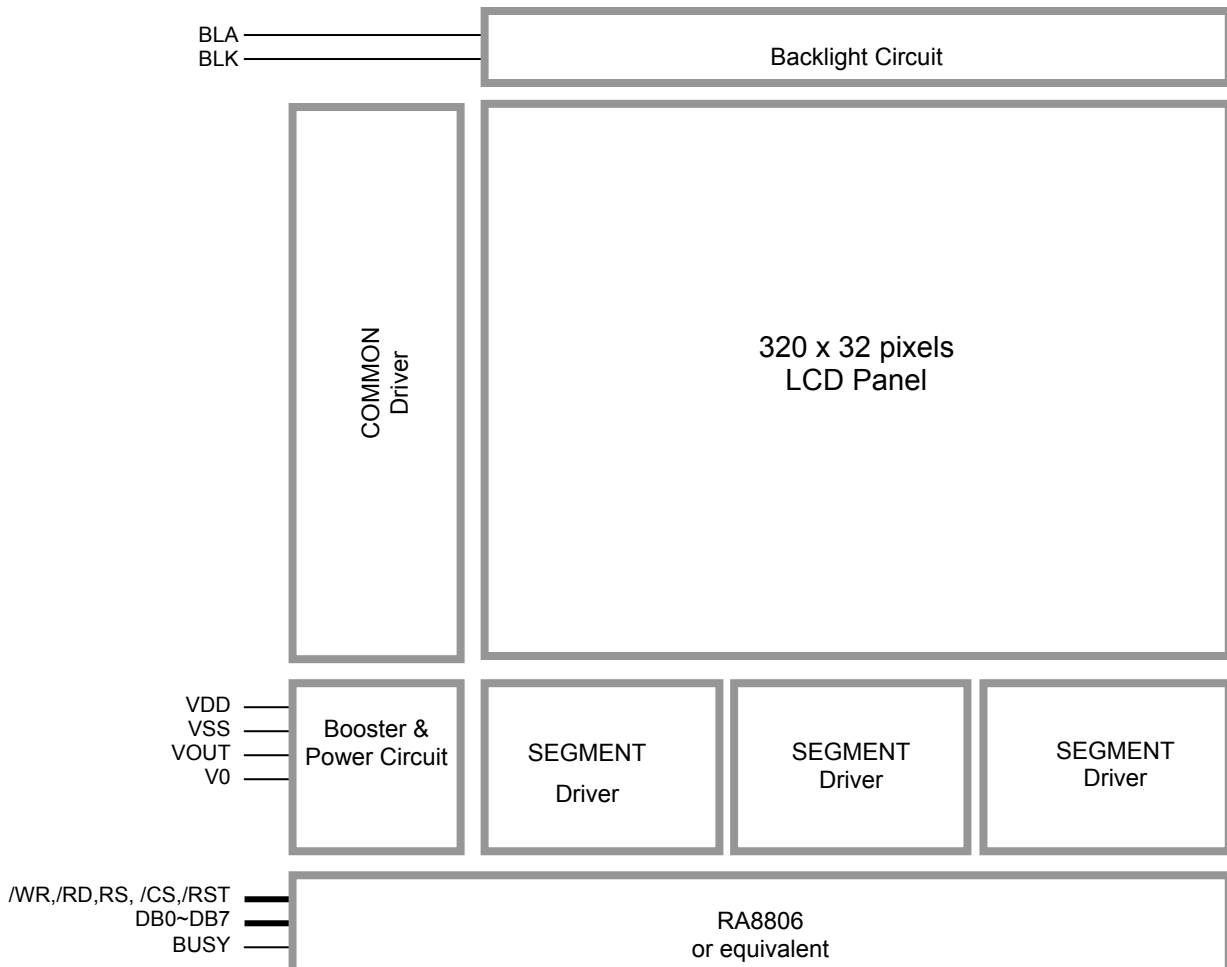 BLA
BLK
Backlight Circuit
COMMON
Driver
320 x 32 pixels
LCD Panel
VDD
VSS
VOUT
V0
Booster &
Power Circuit
SEGMENT
Driver
SEGMENT
Driver
SEGMENT
Driver
/WR,/RD,RS, /CS,/RST
DB0~DB7
BUSY
RA8806
or equivalent